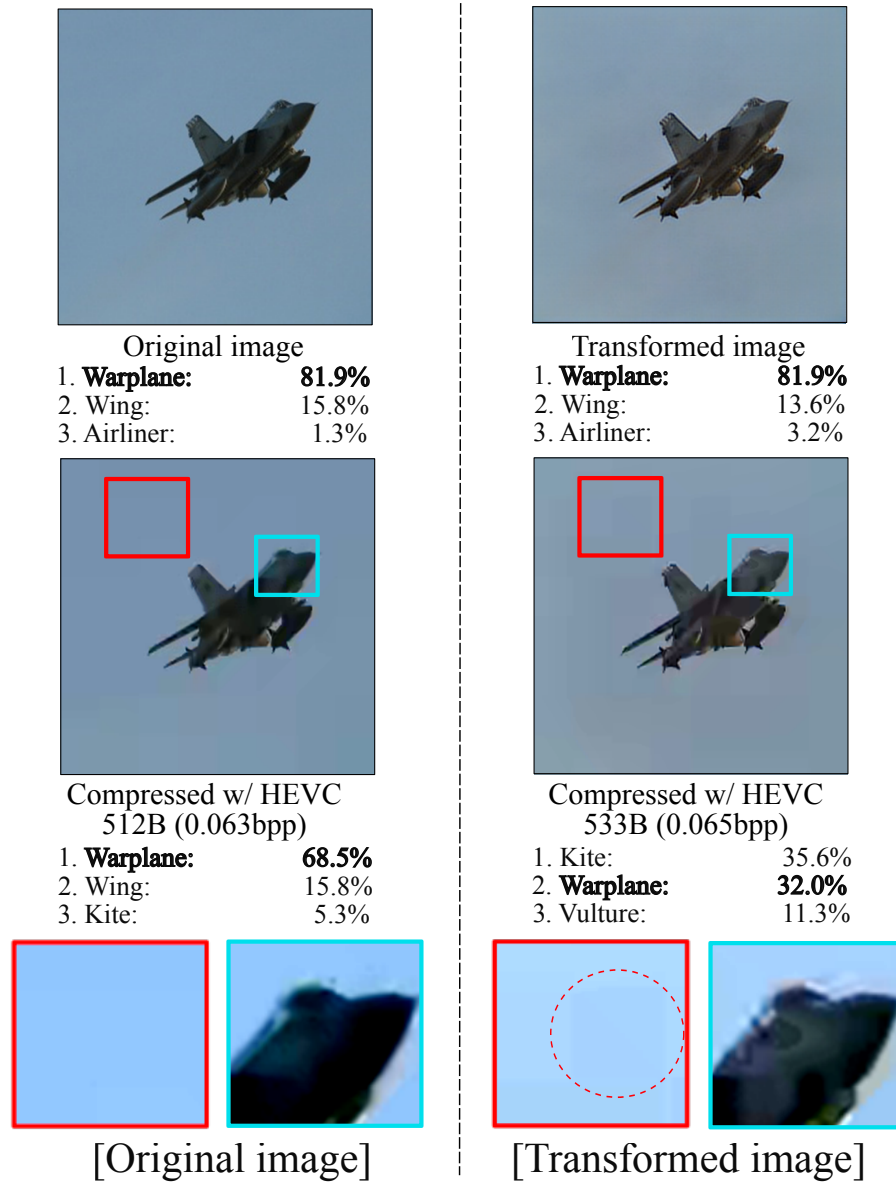 Original image
1. Warplane: 81.9%
2. Wing: 15.8%
3. Airliner: 1.3%
Compressed w/ HEVC
512B (0.063bpp)
1. Warplane: 68.5%
2. Wing: 15.8%
3. Kite: 5.3%
[Original image]
Transformed image
1. Warplane: 81.9%
2. Wing: 13.6%
3. Airliner: 3.2%
Compressed w/ HEVC
533B (0.065bpp)
1. Kite: 35.6%
2. Warplane: 32.0%
3. Vulture: 11.3%
[Transformed image]